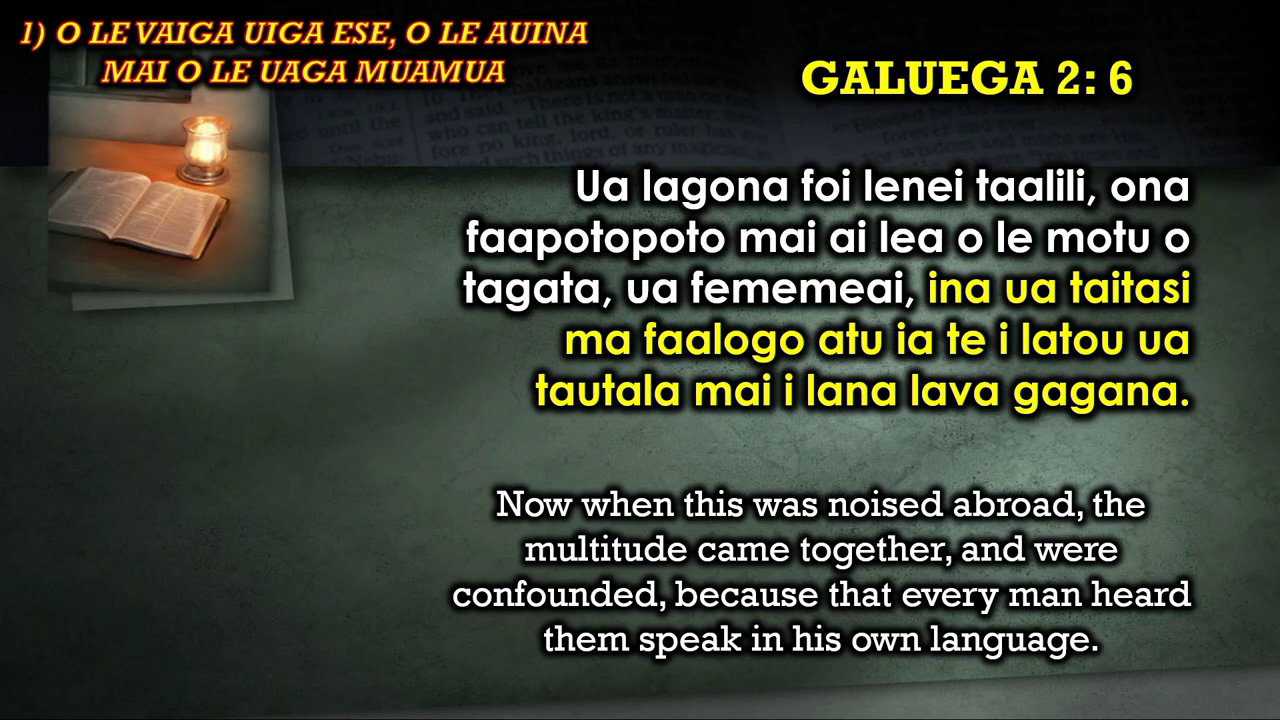 1) O LE VAIGA UIGA ESE, O LE AUINA
MAI O LE UAGA MUAMUA
GALUEGA 2: 6
Ua lagona foi lenei taalili, ona
faapotopoto mai ai lea o le motu o
tagata, ua fememeai, ina ua taitasi
ma faalogo atu ia te i latou ua
tautala mai i lana lava gagana.
Now when this was noised abroad, the
multitude came together, and were
confounded, because that every man heard
them speak in his own language.